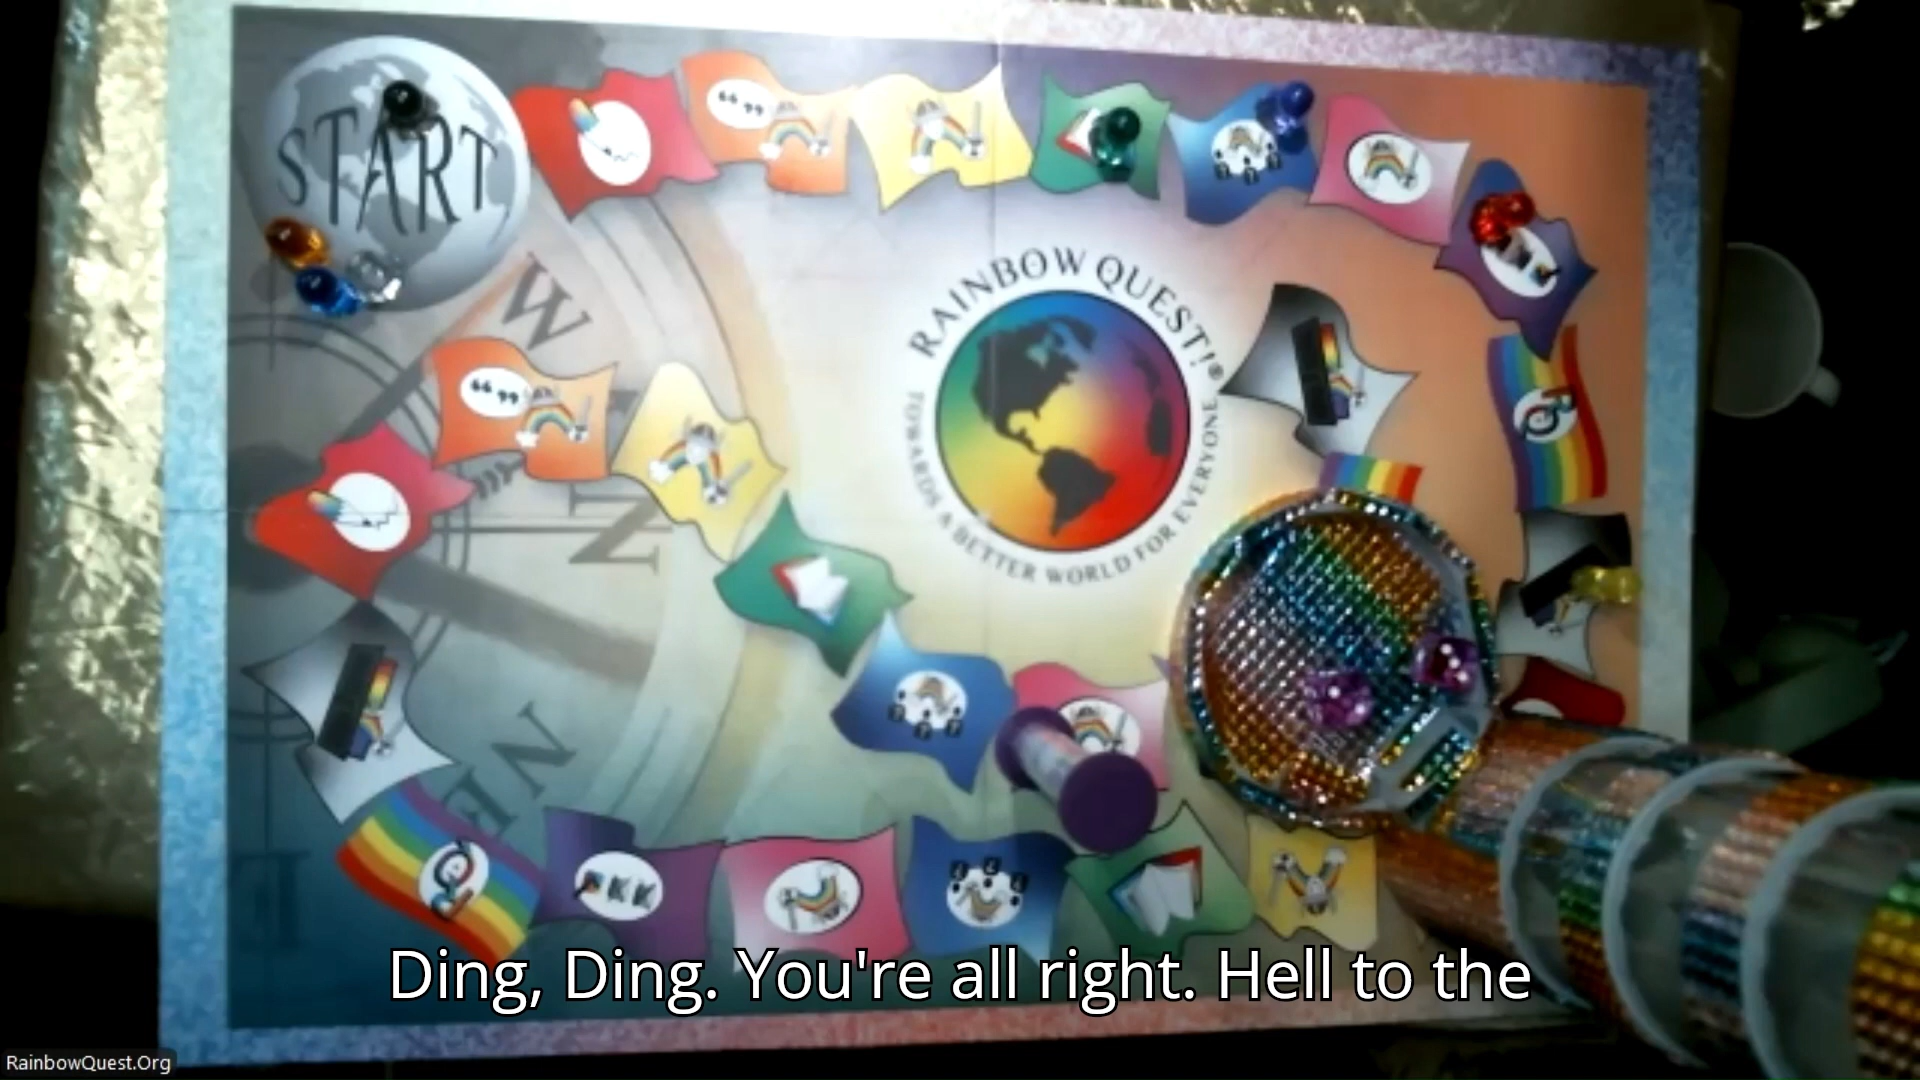 START
RAINBOW QUEST!®
TOWARDS A BETTER WORLD FOR EVERYONE
W
N
“ ”
“ ”
Ding, Ding. You're all right. Hell to the
RainbowQuest.Org